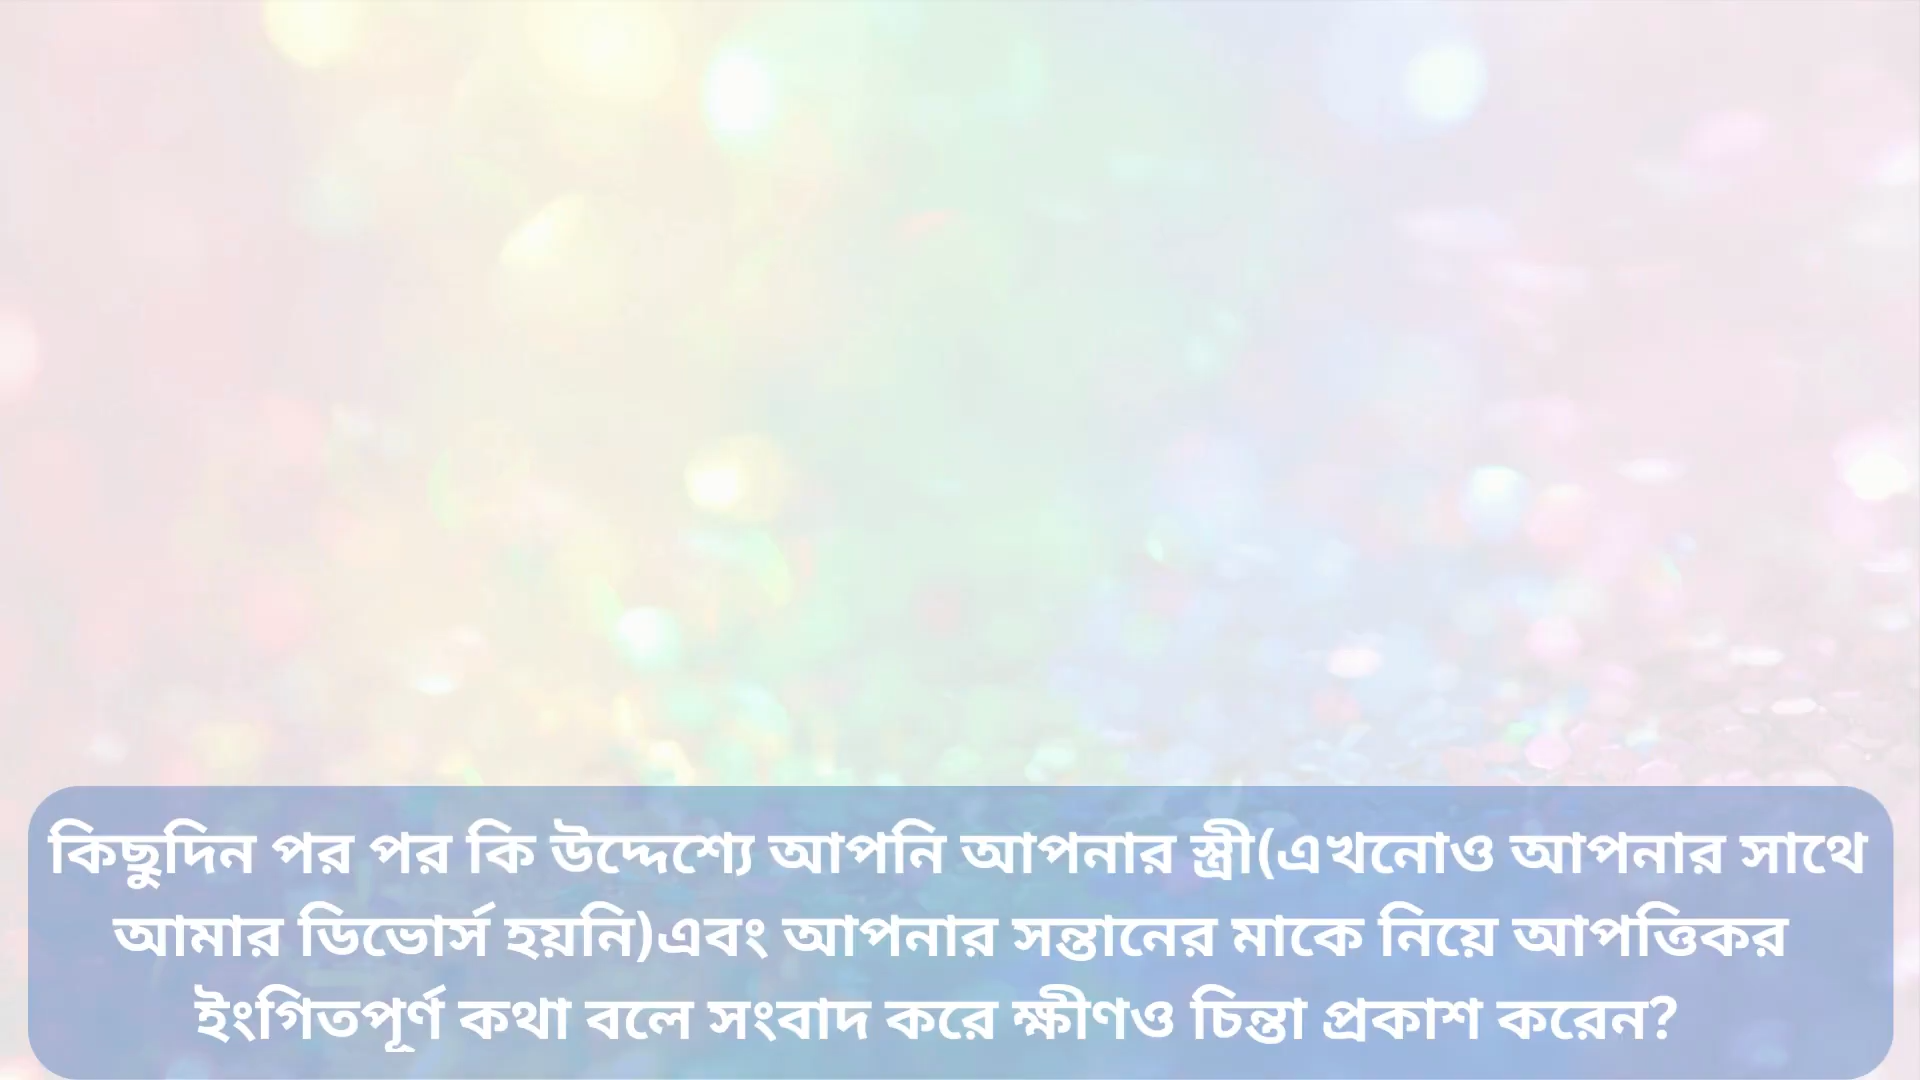 কিছুদিন পর পর কি উদ্দেশ্যে আপনি আপনার স্ত্রী(এখনোও আপনার সাথে
আমার ডিভোর্স হয়নি)এবং আপনার সন্তানের মাকে নিয়ে আপত্তিকর
ইংগিতপূর্ণ কথা বলে সংবাদ করে ক্ষীণও চিন্তা প্রকাশ করেন?